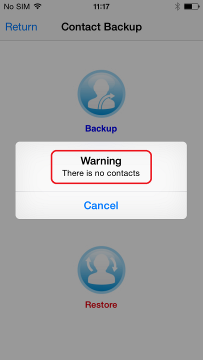 No SIM 11:17
Return Contact Backup
Backup
Warning
There is no contacts
Cancel
Restore